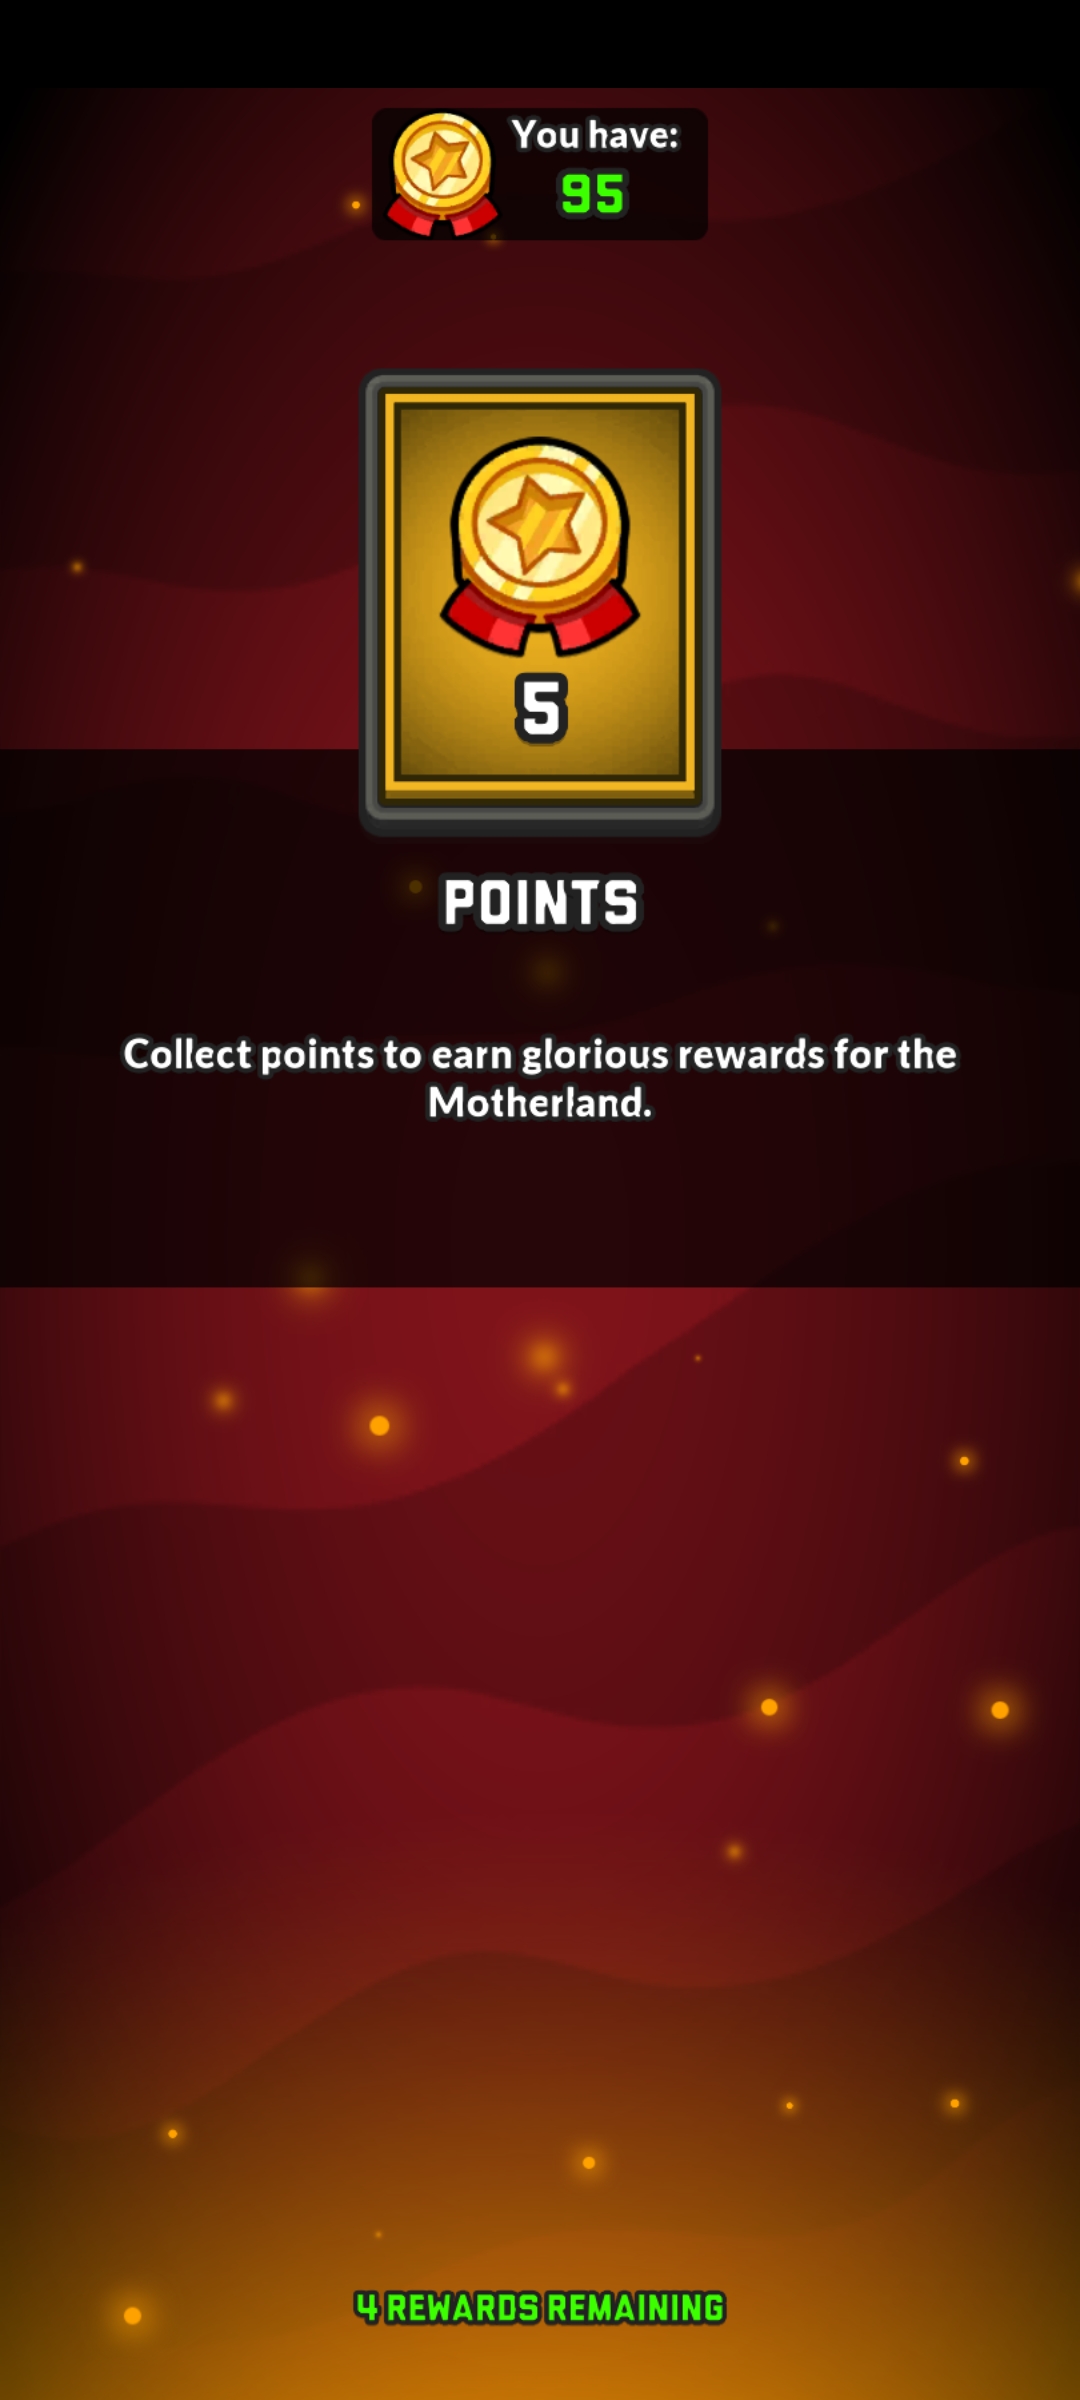 You have:
95
5
POINTS
Collect points to earn glorious rewards for the
Motherland.
4 REWARDS REMAINING